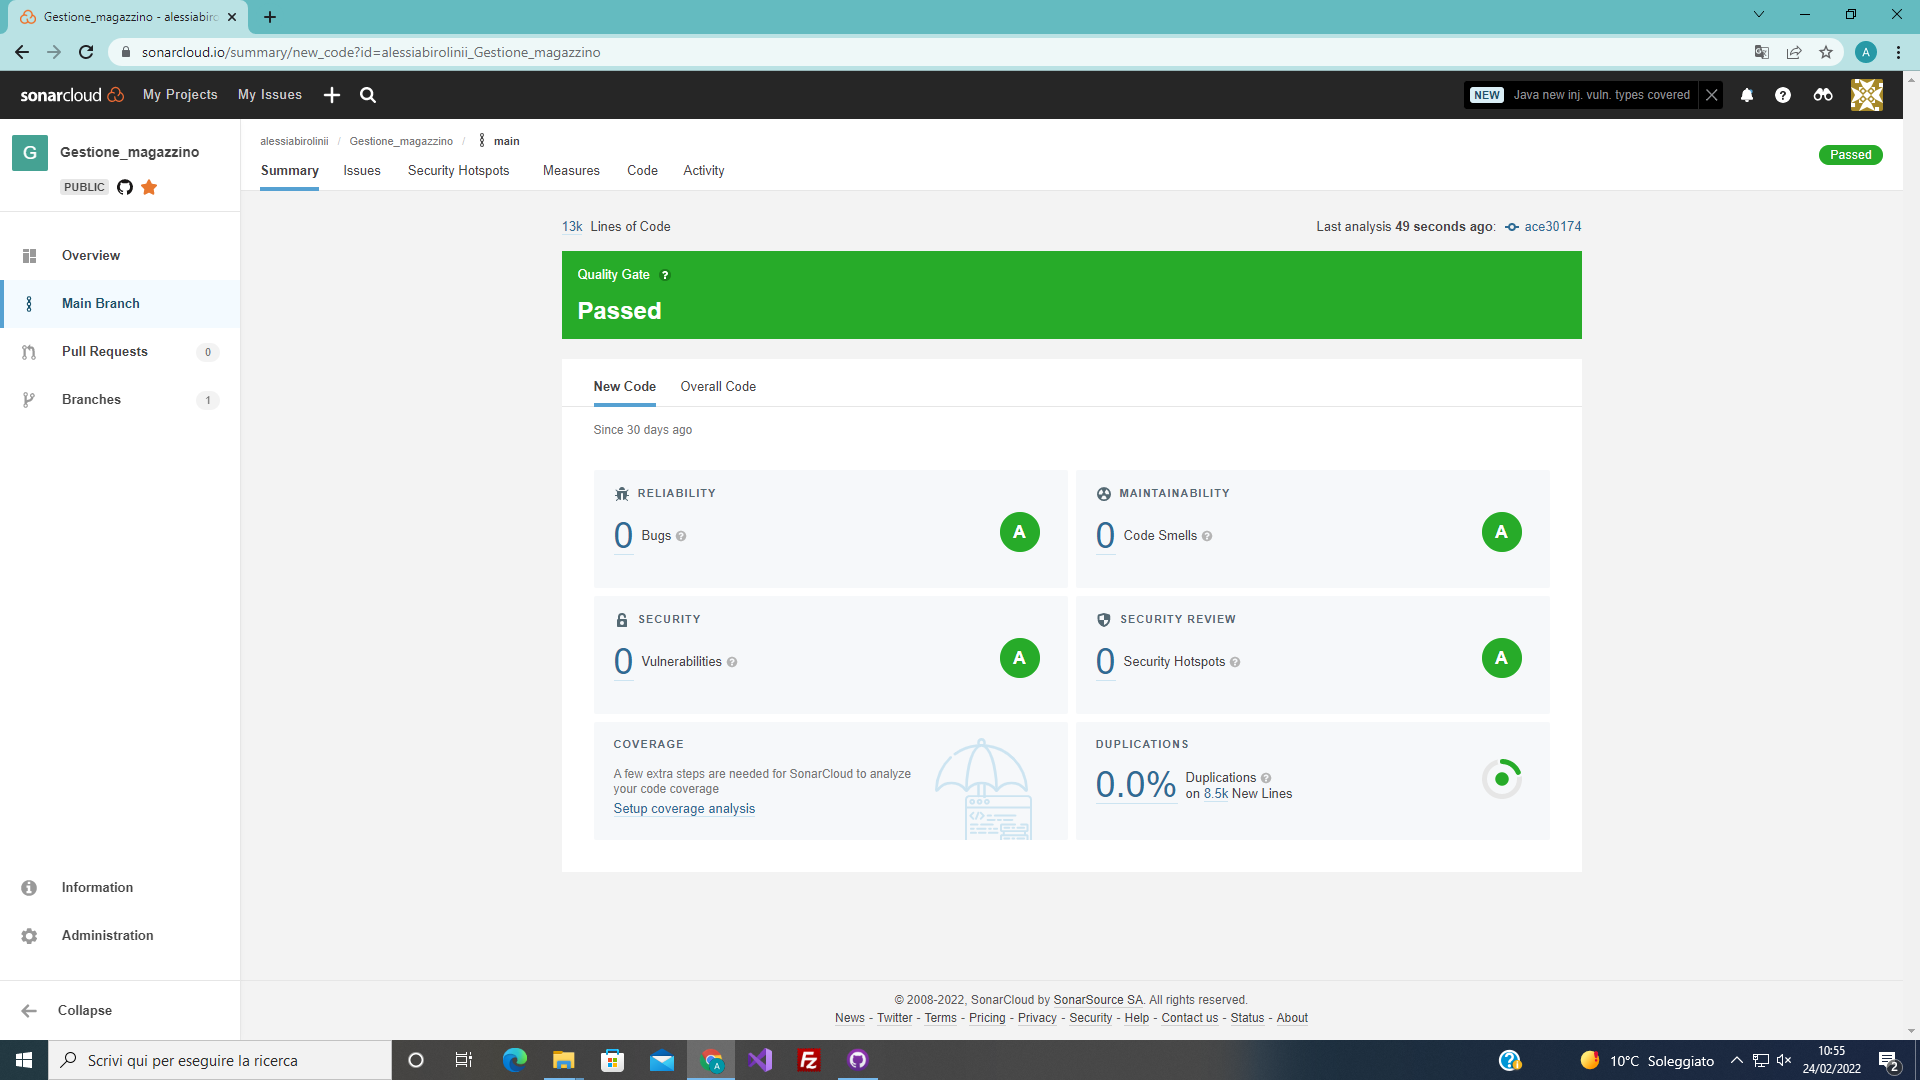 Gestione_magazzino - alessiabiro
sonarcloud.io/summary/new_code?id=alessiabirolinii_Gestione_magazzino
A
sonarcloud My Projects My Issues
NEW Java new inj. vuln. types covered
G Gestione_magazzino
PUBLIC
alessiabirolinii / Gestione_magazzino / main
Summary Issues Security Hotspots Measures Code Activity
Passed
Overview
Main Branch
Pull Requests 0
Branches 1
13k Lines of Code
Last analysis 49 seconds ago: ace30174
Quality Gate ?
Passed
New Code Overall Code
Since 30 days ago
RELIABILITY
0 Bugs ? A
MAINTAINABILITY
0 Code Smells ? A
SECURITY
0 Vulnerabilities ? A
SECURITY REVIEW
0 Security Hotspots ? A
COVERAGE
A few extra steps are needed for SonarCloud to analyze
your code coverage
Setup coverage analysis
DUPLICATIONS
0.0% Duplications ?
on 8.5k New Lines
Information
Administration
Collapse
© 2008-2022, SonarCloud by SonarSource SA. All rights reserved.
News - Twitter - Terms - Pricing - Privacy - Security - Help - Contact us - Status - About
Scrivi qui per eseguire la ricerca
10°C Soleggiato
10:55
24/02/2022
2